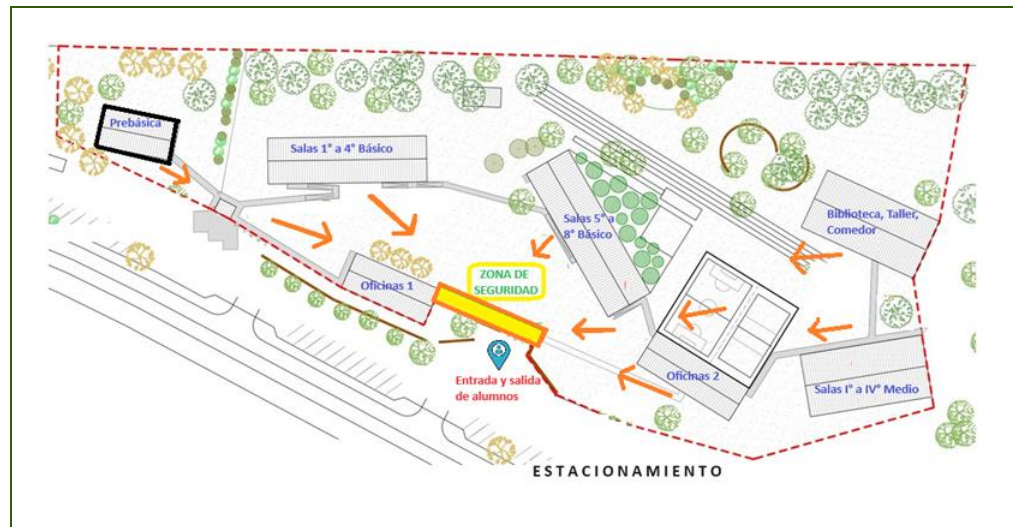 Prebásica
Salas 1° a 4° Básico
Salas 5° a
8° Básico
Biblioteca, Taller,
Comedor
ZONA DE
SEGURIDAD
Oficinas 1
Oficinas 2
Salas I° a IV° Medio
Entrada y salida
de alumnos
ESTACIONAMIENTO